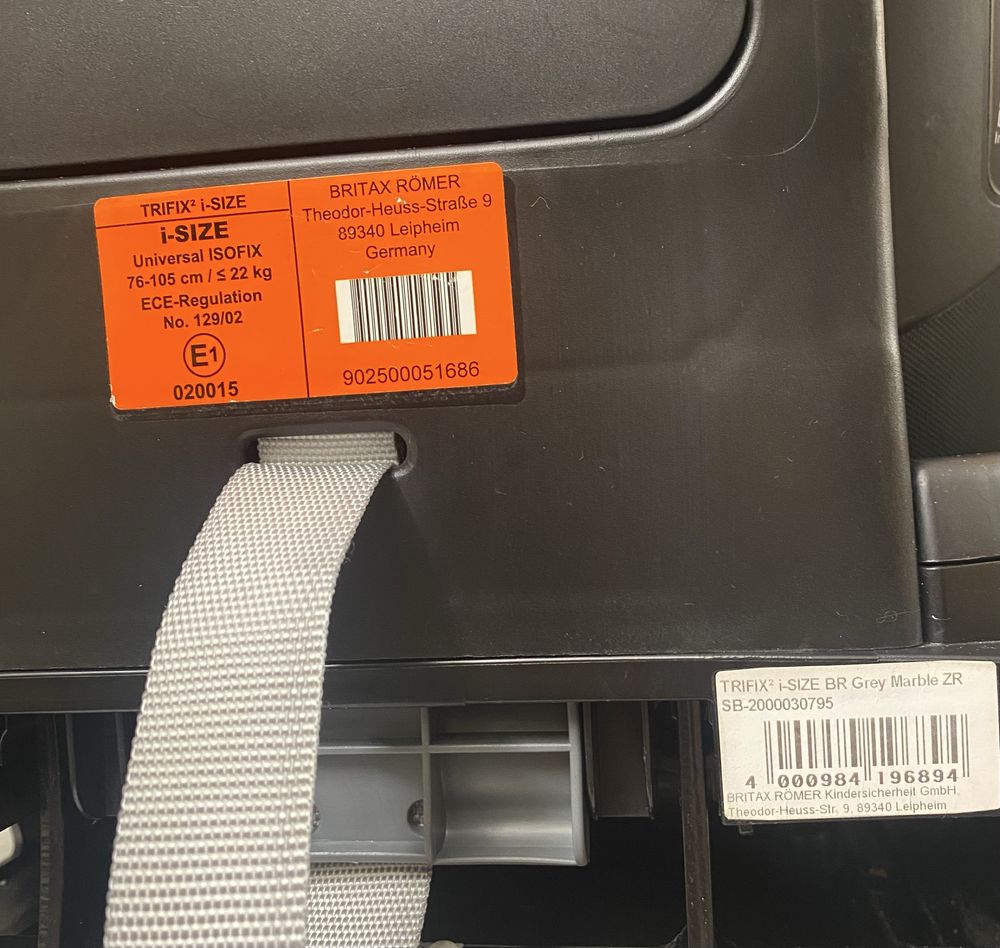 TRIFIX² i-SIZE
i-SIZE
Universal ISOFIX
76-105 cm / ≤ 22 kg
ECE-Regulation
No. 129/02
E1
020015
BRITAX RÖMER
Theodor-Heuss-Straße 9
89340 Leipheim
Germany
902500051686
TRIFIX² i-SIZE BR Grey Marble ZR
SB-2000030795
4 000984 196894
BRITAX RÖMER Kindersicherheit GmbH,
Theodor-Heuss-Str. 9, 89340 Leipheim